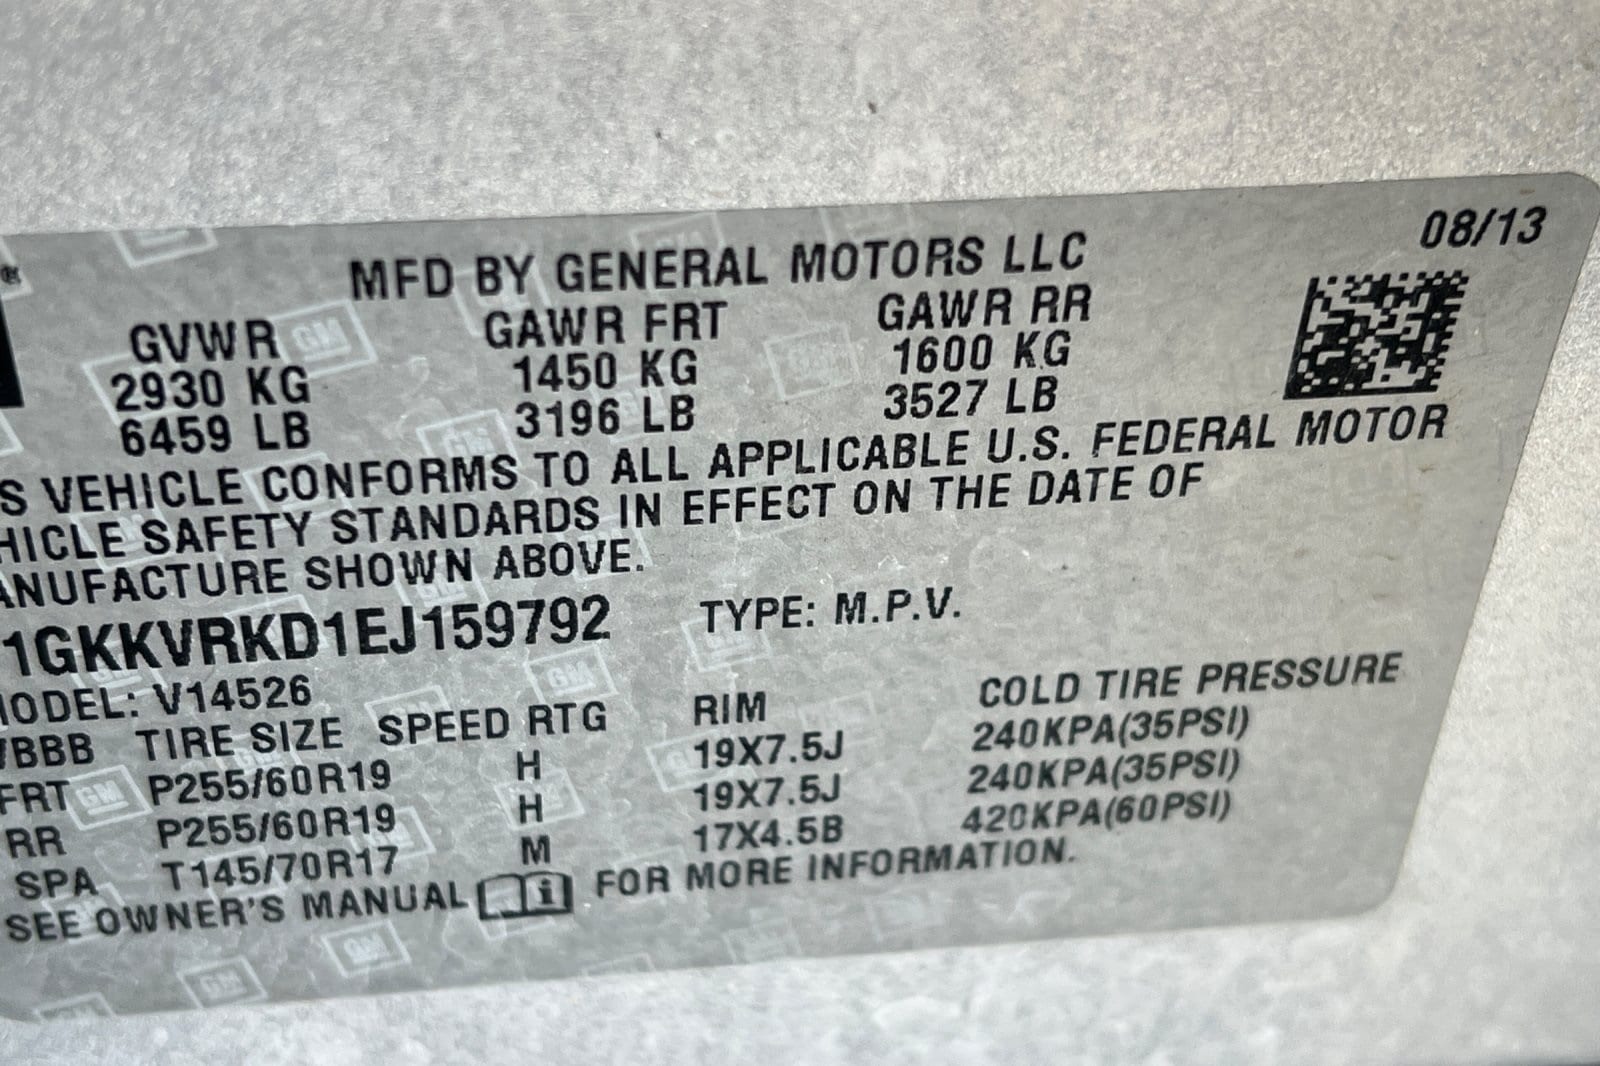 08/13
MFD BY GENERAL MOTORS LLC
GVWR GAWR FRT GAWR RR
2930 KG 1450 KG 1600 KG
6459 LB 3196 LB 3527 LB
S VEHICLE CONFORMS TO ALL APPLICABLE U.S. FEDERAL MOTOR
HICLE SAFETY STANDARDS IN EFFECT ON THE DATE OF
ANUFACTURE SHOWN ABOVE.
1GKKVRKD1EJ159792 TYPE: M.P.V.
MODEL: V14526
/BBB TIRE SIZE SPEED RTG RIM COLD TIRE PRESSURE
FRT P255/60R19 H 19X7.5J 240KPA(35PSI)
RR P255/60R19 H 19X7.5J 240KPA(35PSI)
SPA T145/70R17 M 17X4.5B 420KPA(60PSI)
SEE OWNER'S MANUAL i FOR MORE INFORMATION.